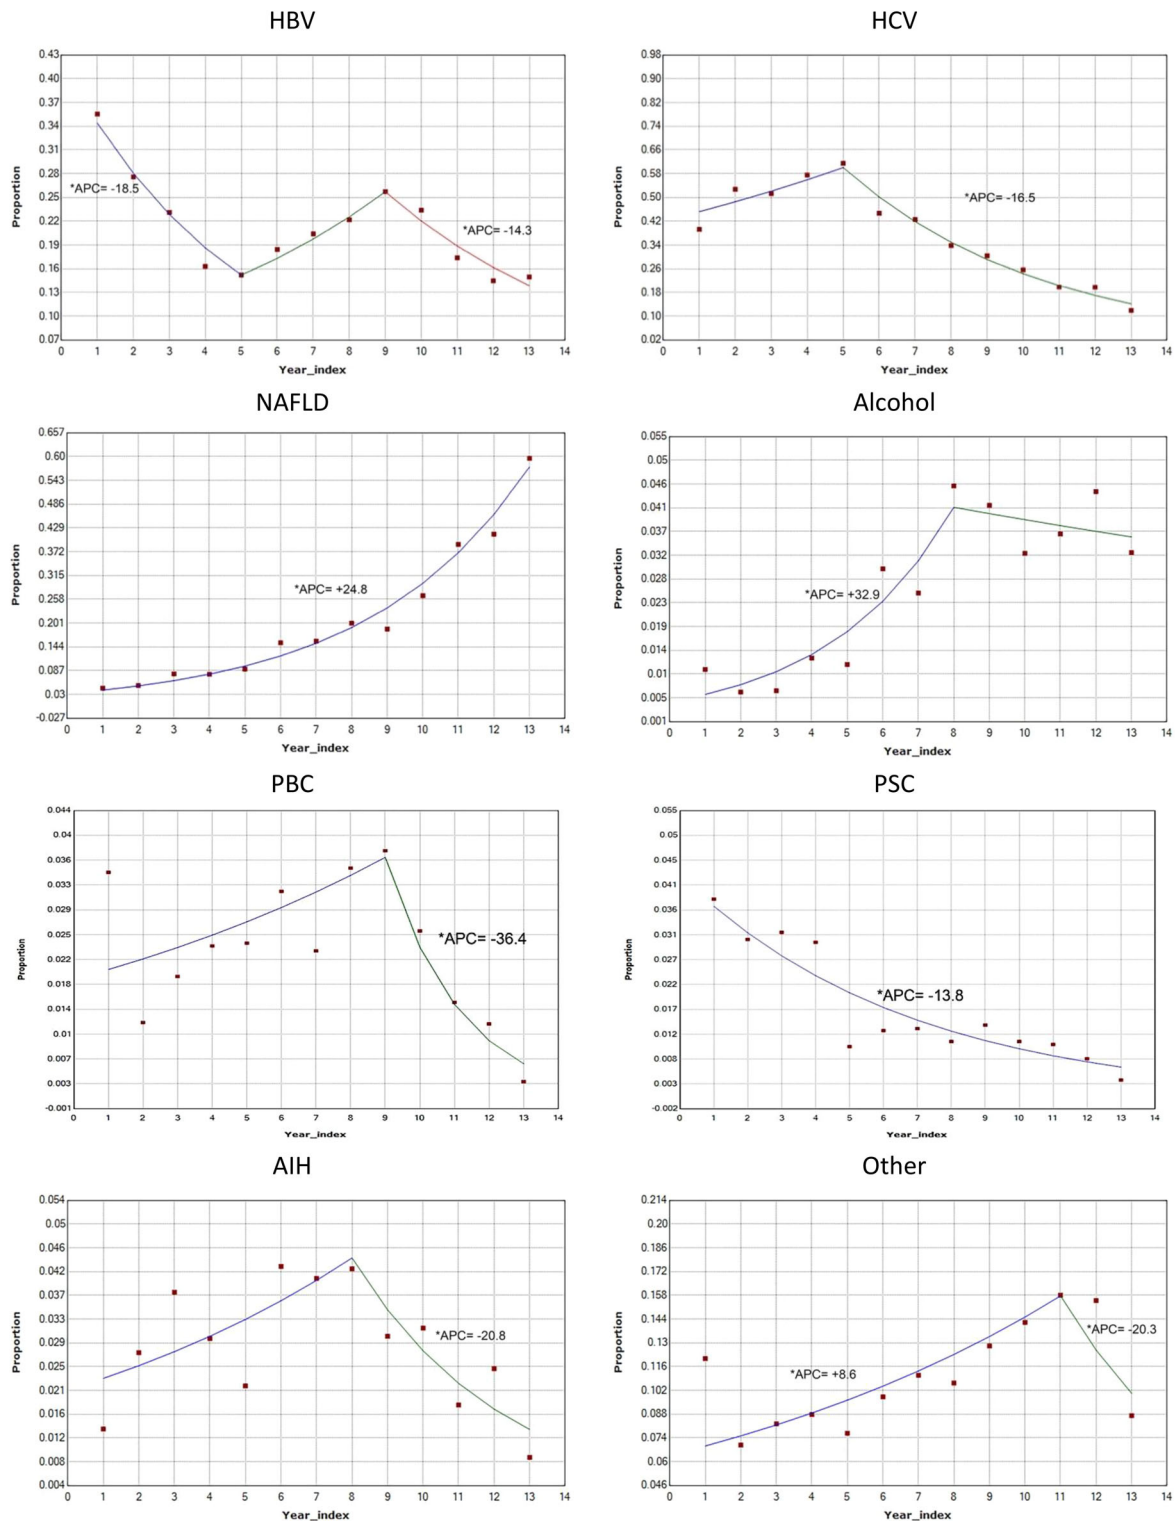 HBV
0.43
0.40
0.37
0.34
0.31
0.28
0.25
0.22
0.19
0.16
0.13
0.10
0.07
Proportion
*APC= -18.5
*APC= -14.3
0 1 2 3 4 5 6 7 8 9 10 11 12 13 14
Year_index
HCV
0.98
0.90
0.82
0.74
0.66
0.58
0.50
0.42
0.34
0.26
0.18
0.10
0.02
Proportion
*APC= -16.5
0 1 2 3 4 5 6 7 8 9 10 11 12 13 14
Year_index
NAFLD
0.657
0.60
0.543
0.486
0.429
0.372
0.315
0.258
0.201
0.144
0.087
0.03
-0.027
Proportion
*APC= +24.8
0 1 2 3 4 5 6 7 8 9 10 11 12 13 14
Year_index
Alcohol
0.055
0.05
0.046
0.041
0.037
0.032
0.028
0.023
0.019
0.014
0.01
0.005
0.001
Proportion
*APC= +32.9
0 1 2 3 4 5 6 7 8 9 10 11 12 13 14
Year_index
PBC
0.044
0.04
0.036
0.033
0.029
0.025
0.022
0.018
0.014
0.01
0.007
0.003
-0.001
Proportion
*APC= -36.4
0 1 2 3 4 5 6 7 8 9 10 11 12 13 14
Year_index
PSC
0.055
0.05
0.045
0.041
0.036
0.031
0.027
0.022
0.017
0.012
0.008
0.003
-0.002
Proportion
*APC= -13.8
0 1 2 3 4 5 6 7 8 9 10 11 12 13 14
Year_index
AIH
0.054
0.05
0.046
0.042
0.037
0.033
0.029
0.025
0.021
0.016
0.012
0.008
0.004
Proportion
*APC= -20.8
0 1 2 3 4 5 6 7 8 9 10 11 12 13 14
Year_index
Other
0.214
0.20
0.186
0.172
0.158
0.144
0.13
0.116
0.102
0.088
0.074
0.06
0.046
Proportion
*APC= +8.6
*APC= -20.3
0 1 2 3 4 5 6 7 8 9 10 11 12 13 14
Year_index